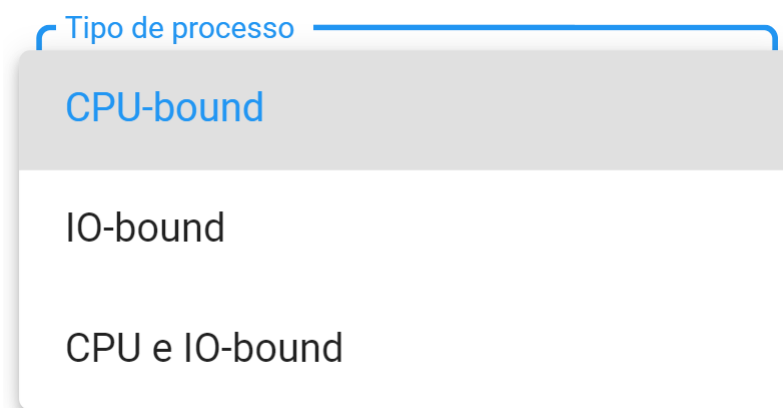 Tipo de processo
CPU-bound
IO-bound
CPU e IO-bound